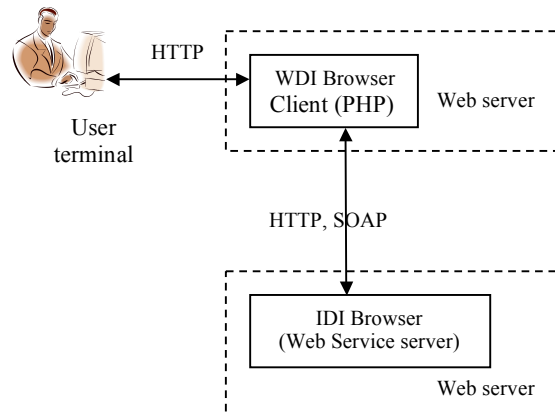 HTTP
WDI Browser
Client (PHP)
Web server
User
terminal
HTTP, SOAP
IDI Browser
(Web Service server)
Web server